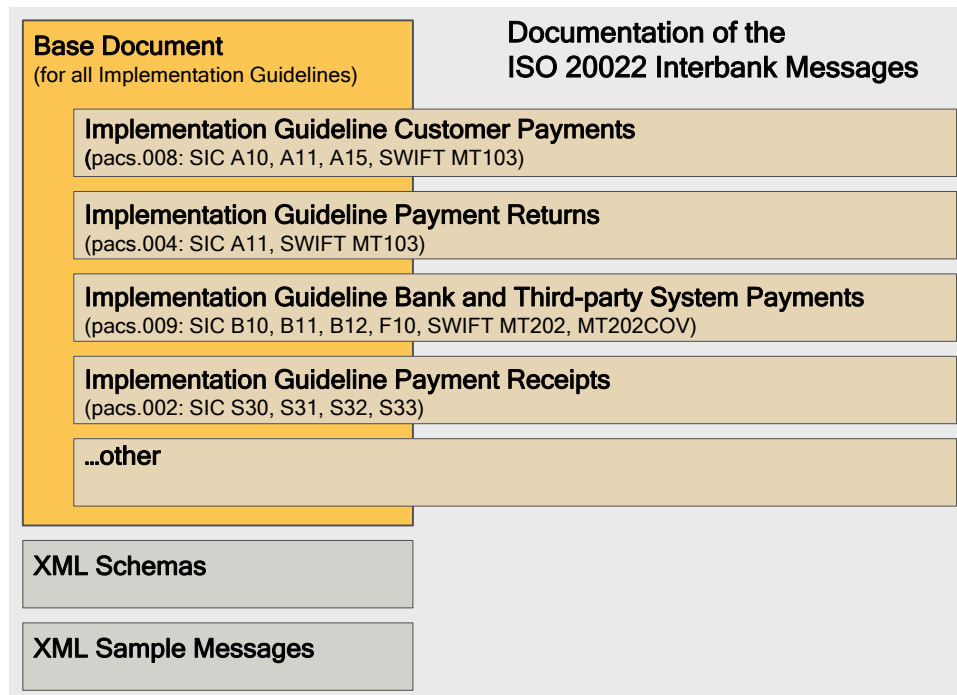 Base Document
(for all Implementation Guidelines)
Documentation of the
ISO 20022 Interbank Messages
Implementation Guideline Customer Payments
(pacs.008: SIC A10, A11, A15, SWIFT MT103)
Implementation Guideline Payment Returns
(pacs.004: SIC A11, SWIFT MT103)
Implementation Guideline Bank and Third-party System Payments
(pacs.009: SIC B10, B11, B12, F10, SWIFT MT202, MT202COV)
Implementation Guideline Payment Receipts
(pacs.002: SIC S30, S31, S32, S33)
...other
XML Schemas
XML Sample Messages